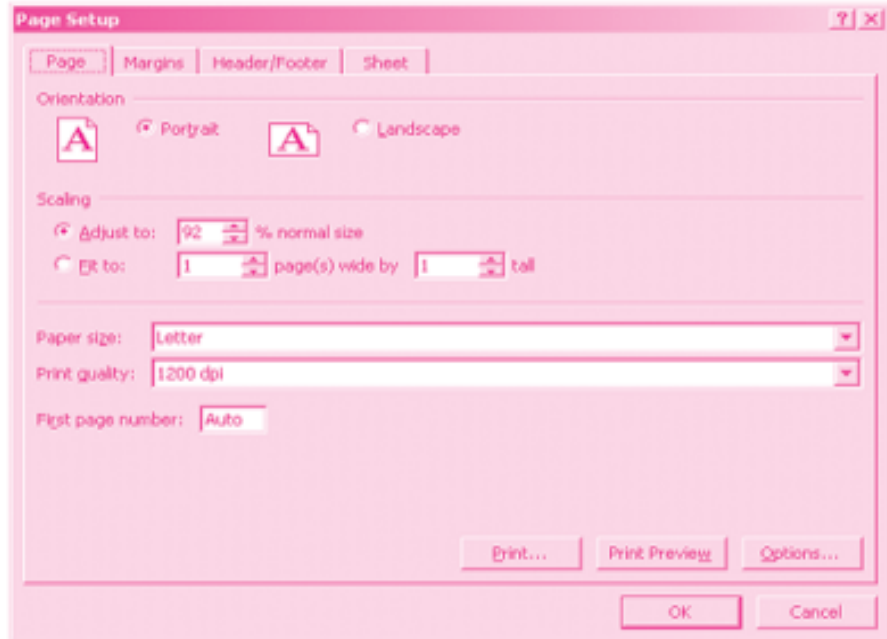 Page Setup
Page Margins Header/Footer Sheet
Orientation
A Portrait A Landscape
Scaling
Adjust to: 92 % normal size
Fit to: 1 page(s) wide by 1 tall
Paper size: Letter
Print quality: 1200 dpi
First page number: Auto
Print... Print Preview Options...
OK Cancel